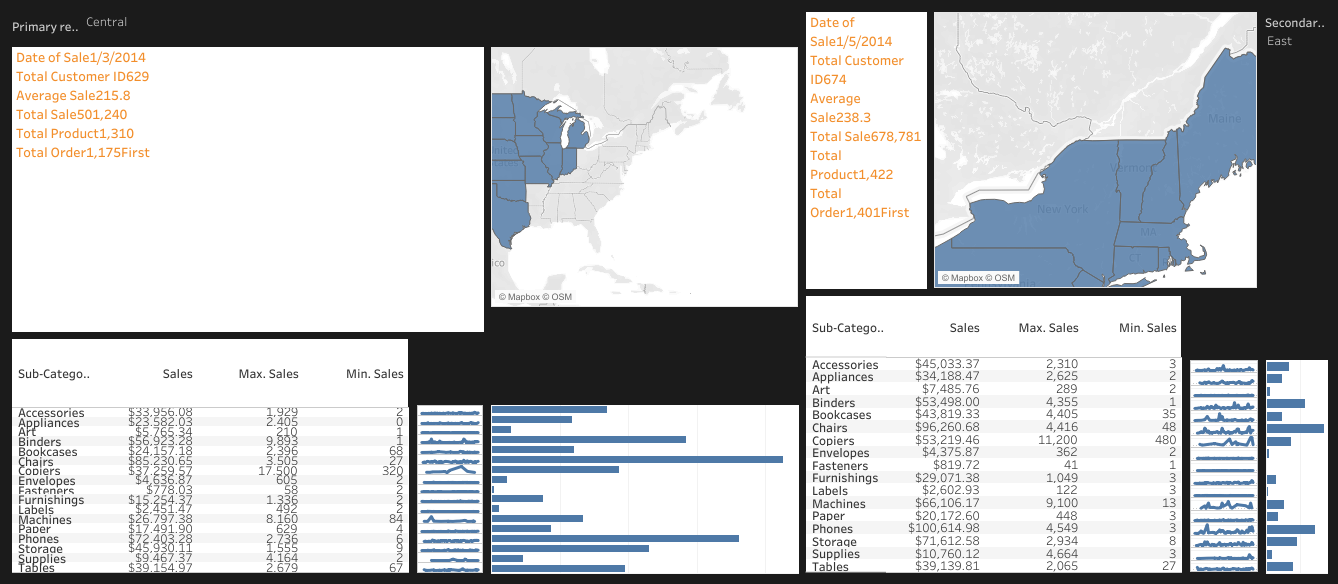 Primary re..
Central
Date of Sale1/3/2014
Total Customer ID629
Average Sale215.8
Total Sale501,240
Total Product1,310
Total Order1,175First
© Mapbox © OSM
ico
Sub-Catego.. Sales Max. Sales Min. Sales
Accessories $33,956.08 1,929 2
Appliances $23,582.03 2,405 0
Art $5,765.34 210 1
Binders $56,923.28 9,893 1
Bookcases $24,157.18 2,396 68
Chairs $85,230.65 3,505 27
Copiers $37,259.57 17,500 320
Envelopes $4,636.87 605 2
Fasteners $778.03 58 2
Furnishings $15,254.37 1,336 2
Labels $2,451.47 492 2
Machines $26,797.38 8,160 84
Paper $17,491.90 629 4
Phones $72,403.28 2,736 6
Storage $45,930.11 1,555 9
Supplies $9,467.37 4,164 2
Tables $39,154.97 2,679 67
Date of
Sale1/5/2014
Total Customer
ID674
Average
Sale238.3
Total Sale678,781
Total
Product1,422
Total
Order1,401First
Maine
Vermont
New York
MA
CT
© Mapbox © OSM
Secondar..
East
Sub-Catego.. Sales Max. Sales Min. Sales
Accessories $45,033.37 2,310 3
Appliances $34,188.47 2,625 2
Art $7,485.76 289 2
Binders $53,498.00 4,355 1
Bookcases $43,819.33 4,405 35
Chairs $96,260.68 4,416 48
Copiers $53,219.46 11,200 480
Envelopes $4,375.87 362 2
Fasteners $819.72 41 1
Furnishings $29,071.38 1,049 3
Labels $2,602.93 122 3
Machines $66,106.17 9,100 13
Paper $20,172.60 448 3
Phones $100,614.98 4,549 3
Storage $71,612.58 2,934 8
Supplies $10,760.12 4,664 3
Tables $39,139.81 2,065 27